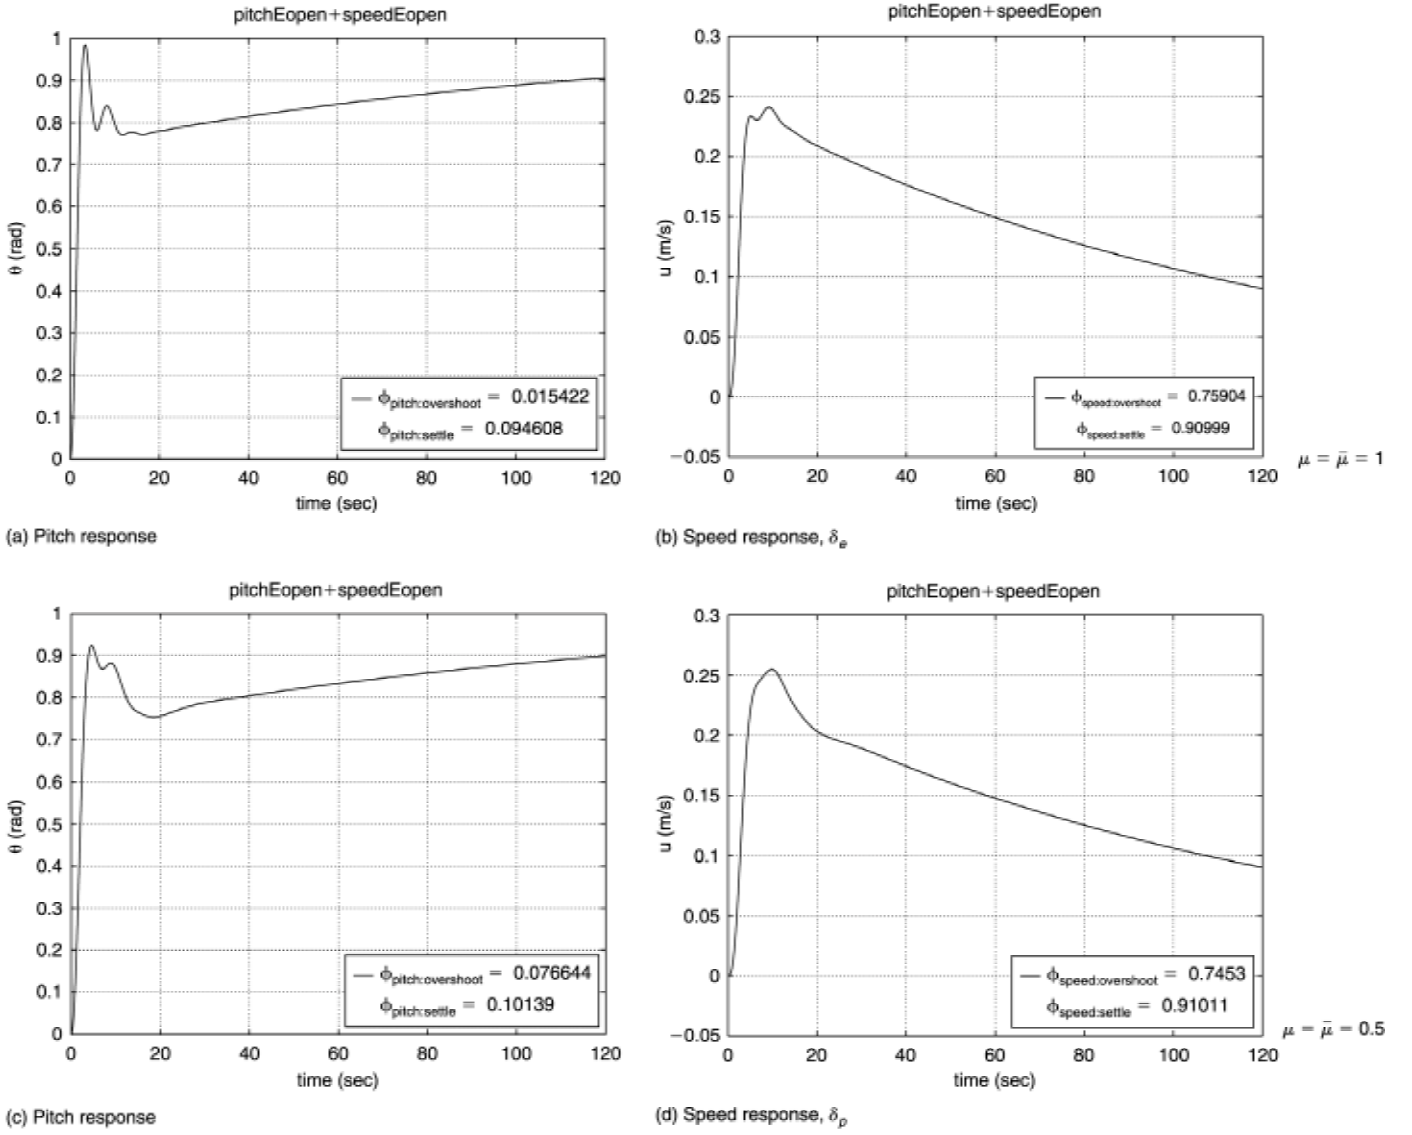 pitchEopen+speedEopen
1
0.9
0.8
0.7
0.6
0.5
0.4
0.3
0.2
0.1
0
θ (rad)
ϕpitch:overshoot = 0.015422
ϕpitch:settle = 0.094608
0 20 40 60 80 100 120
time (sec)
(a) Pitch response
pitchEopen+speedEopen
0.3
0.25
0.2
0.15
0.1
0.05
0
−0.05
u (m/s)
ϕspeed:overshoot = 0.75904
ϕspeed:settle = 0.90999
0 20 40 60 80 100 120
time (sec)
μ = μ̄ = 1
(b) Speed response, δe
pitchEopen+speedEopen
1
0.9
0.8
0.7
0.6
0.5
0.4
0.3
0.2
0.1
0
θ (rad)
ϕpitch:overshoot = 0.076644
ϕpitch:settle = 0.10139
0 20 40 60 80 100 120
time (sec)
(c) Pitch response
pitchEopen+speedEopen
0.3
0.25
0.2
0.15
0.1
0.05
0
−0.05
u (m/s)
ϕspeed:overshoot = 0.7453
ϕspeed:settle = 0.91011
0 20 40 60 80 100 120
time (sec)
μ = μ̄ = 0.5
(d) Speed response, δp